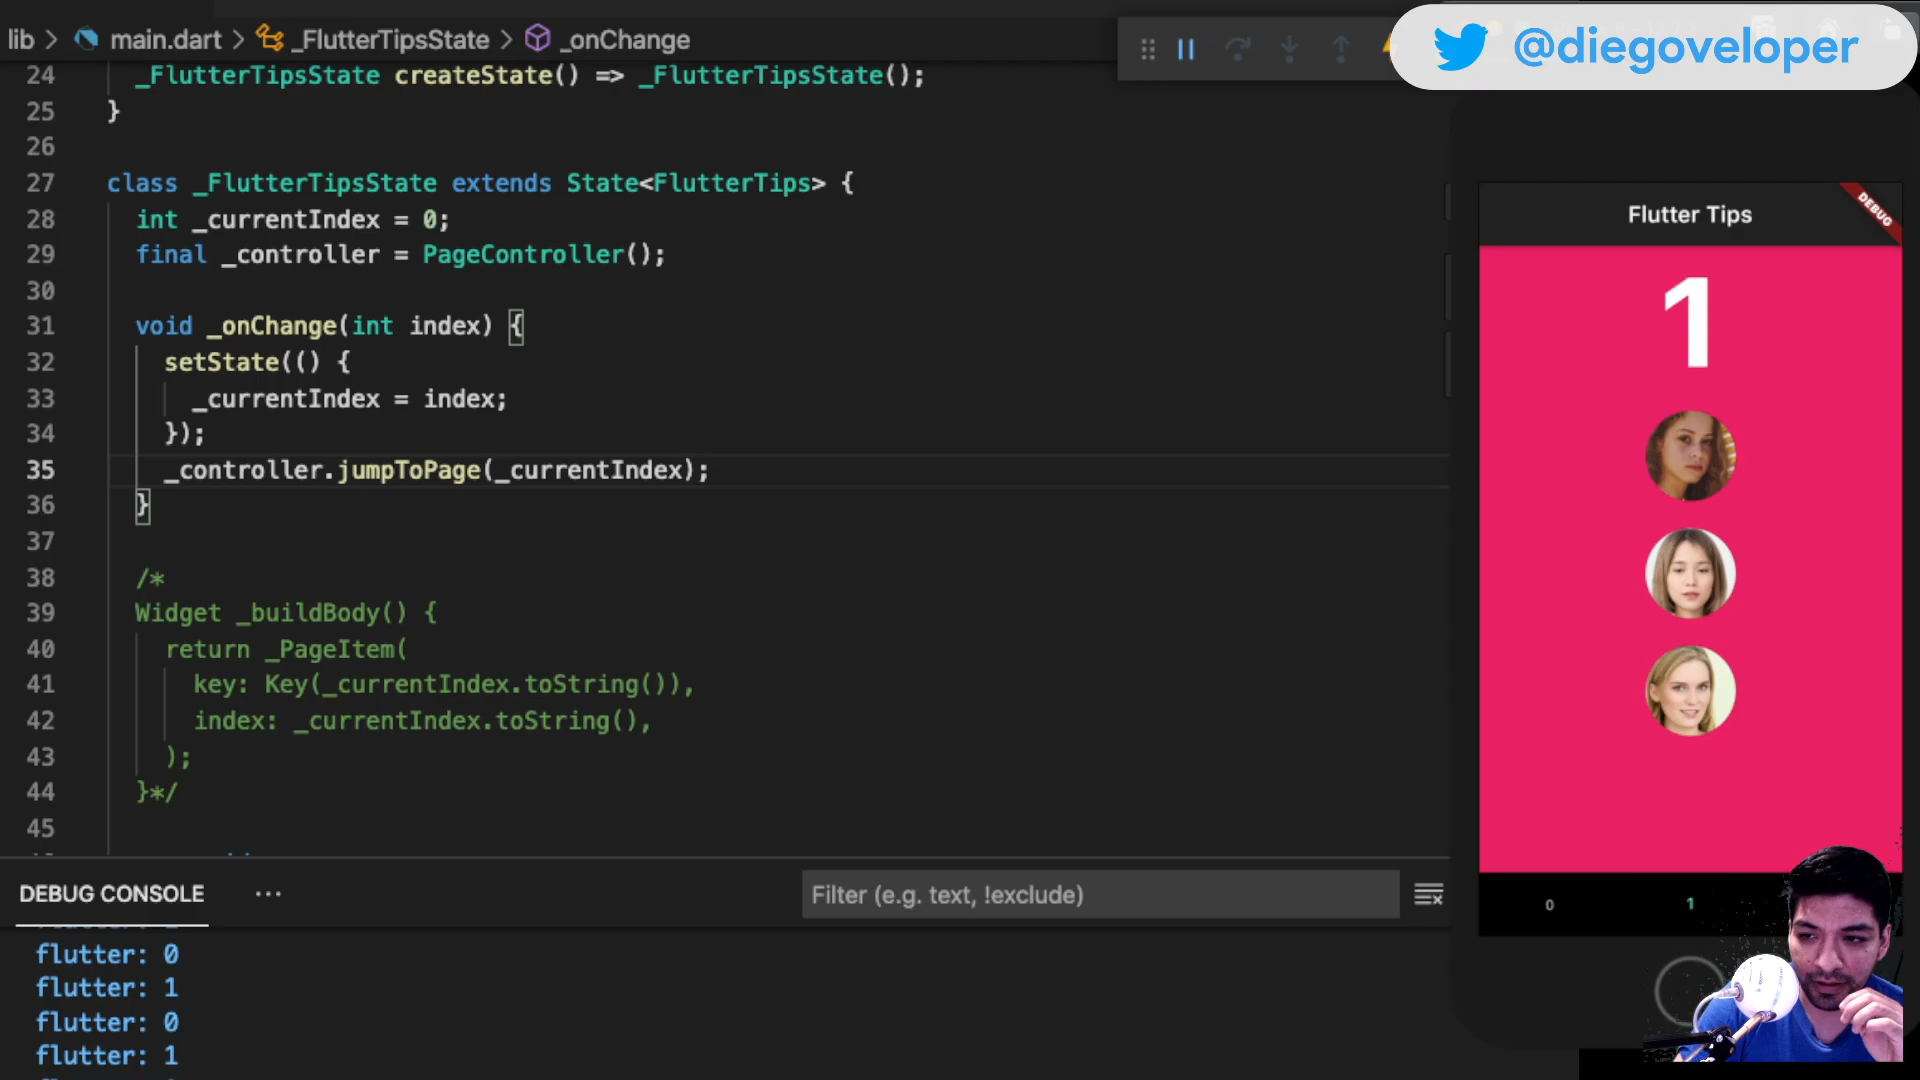 lib > main.dart > _FlutterTipsState > _onChange
@diegoveloper
24 _FlutterTipsState createState() => _FlutterTipsState();
25 }
26
27 class _FlutterTipsState extends State<FlutterTips> {
28 int _currentIndex = 0;
29 final _controller = PageController();
30
31 void _onChange(int index) {
32 setState(() {
33 _currentIndex = index;
34 });
35 _controller.jumpToPage(_currentIndex);
36 }
37
38 /*
39 Widget _buildBody() {
40 return _PageItem(
41 key: Key(_currentIndex.toString()),
42 index: _currentIndex.toString(),
43 );
44 }*/
45
DEBUG CONSOLE ...
Filter (e.g. text, !exclude)
flutter: 0
flutter: 1
flutter: 0
flutter: 1
Flutter Tips
DEBUG
1
0 1